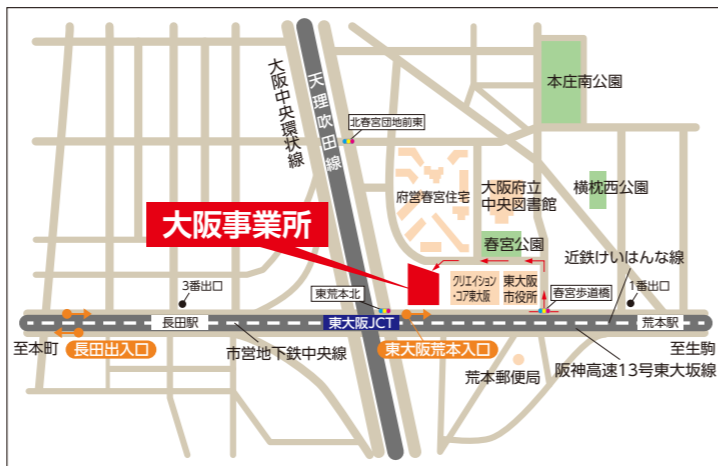 本庄南公園
天理吹田線
大阪中央環状線
北春宮団地前東
府営春宮住宅
大阪府立
中央図書館
横枕西公園
大阪事業所
春宮公園
近鉄けいはんな線
クリエイション
・コア東大阪
東大阪
市役所
3番出口
東荒本北
春宮歩道橋
1番出口
長田駅
東大阪JCT
荒本駅
至本町
長田出入口
市営地下鉄中央線
東大阪荒本入口
至生駒
荒本郵便局
阪神高速13号東大坂線